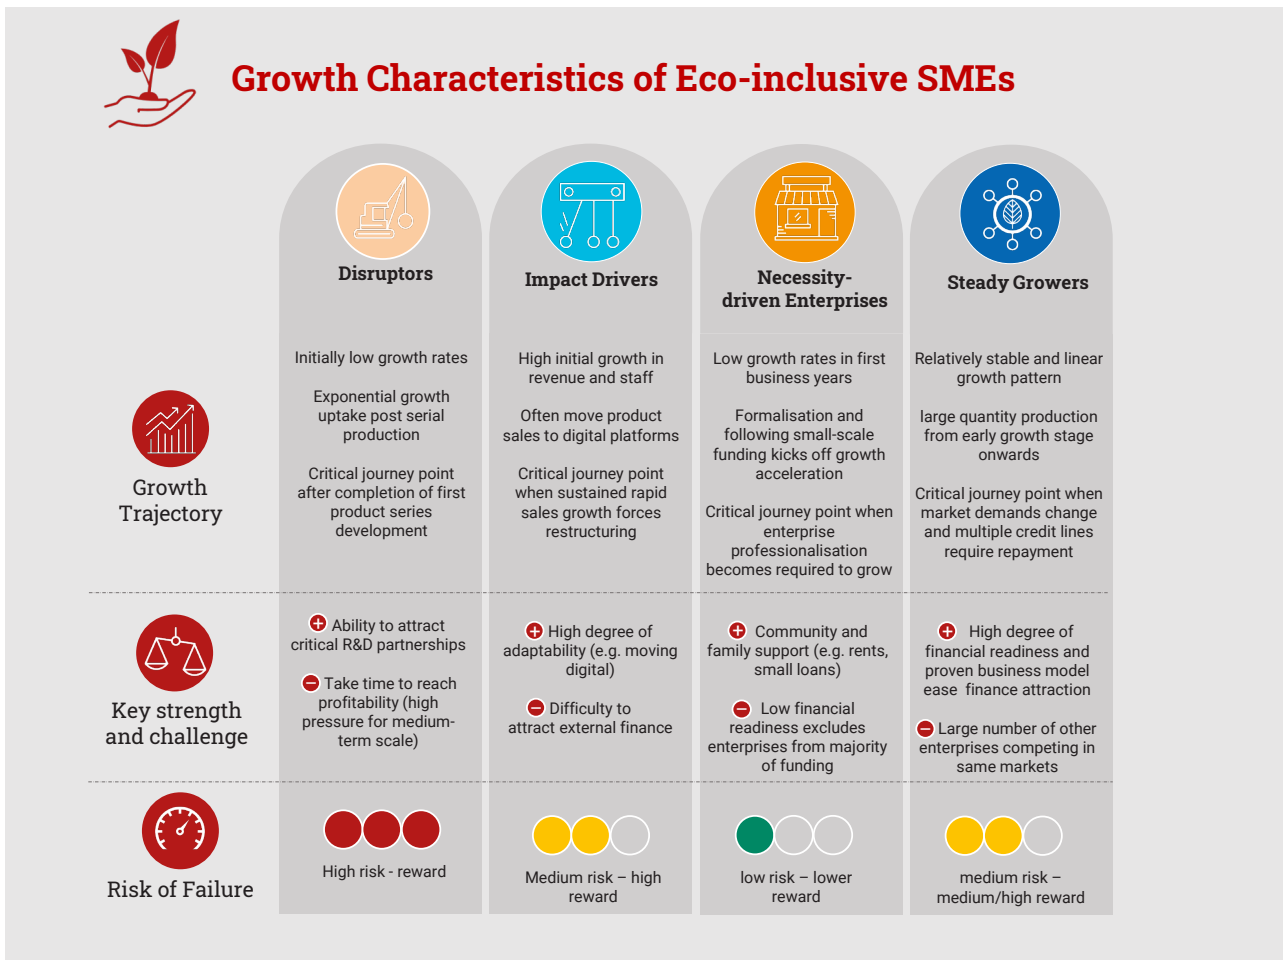 Growth Characteristics of Eco-inclusive SMEs
Disruptors
Impact Drivers
Necessity-
driven Enterprises
Steady Growers
Growth
Trajectory
Initially low growth rates
Exponential growth
uptake post serial
production
Critical journey point
after completion of first
product series
development
High initial growth in
revenue and staff
Often move product
sales to digital platforms
Critical journey point
when sustained rapid
sales growth forces
restructuring
Low growth rates in first
business years
Formalisation and
following small-scale
funding kicks off growth
acceleration
Critical journey point when
enterprise
professionalisation
becomes required to grow
Relatively stable and linear
growth pattern
large quantity production
from early growth stage
onwards
Critical journey point when
market demands change
and multiple credit lines
require repayment
Key strength
and challenge
Ability to attract
critical R&D partnerships
Take time to reach
profitability (high
pressure for medium-
term scale)
High degree of
adaptability (e.g. moving
digital)
Difficulty to
attract external finance
Community and
family support (e.g. rents,
small loans)
Low financial
readiness excludes
enterprises from majority
of funding
High degree of
financial readiness and
proven business model
ease finance attraction
Large number of other
enterprises competing in
same markets
Risk of Failure
High risk - reward
Medium risk – high
reward
low risk – lower
reward
medium risk –
medium/high reward